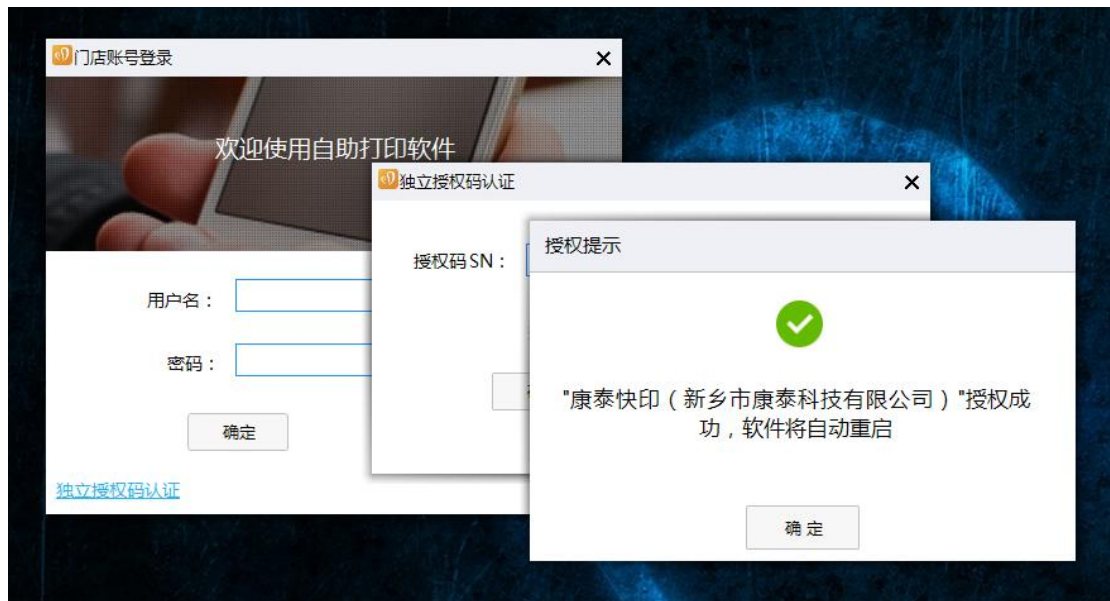 门店账号登录
欢迎使用自助打印软件
用户名：
密码：
确定
独立授权码认证
独立授权码认证
授权码SN：
授权提示
"康泰快印（新乡市康泰科技有限公司）"授权成
功，软件将自动重启
确 定